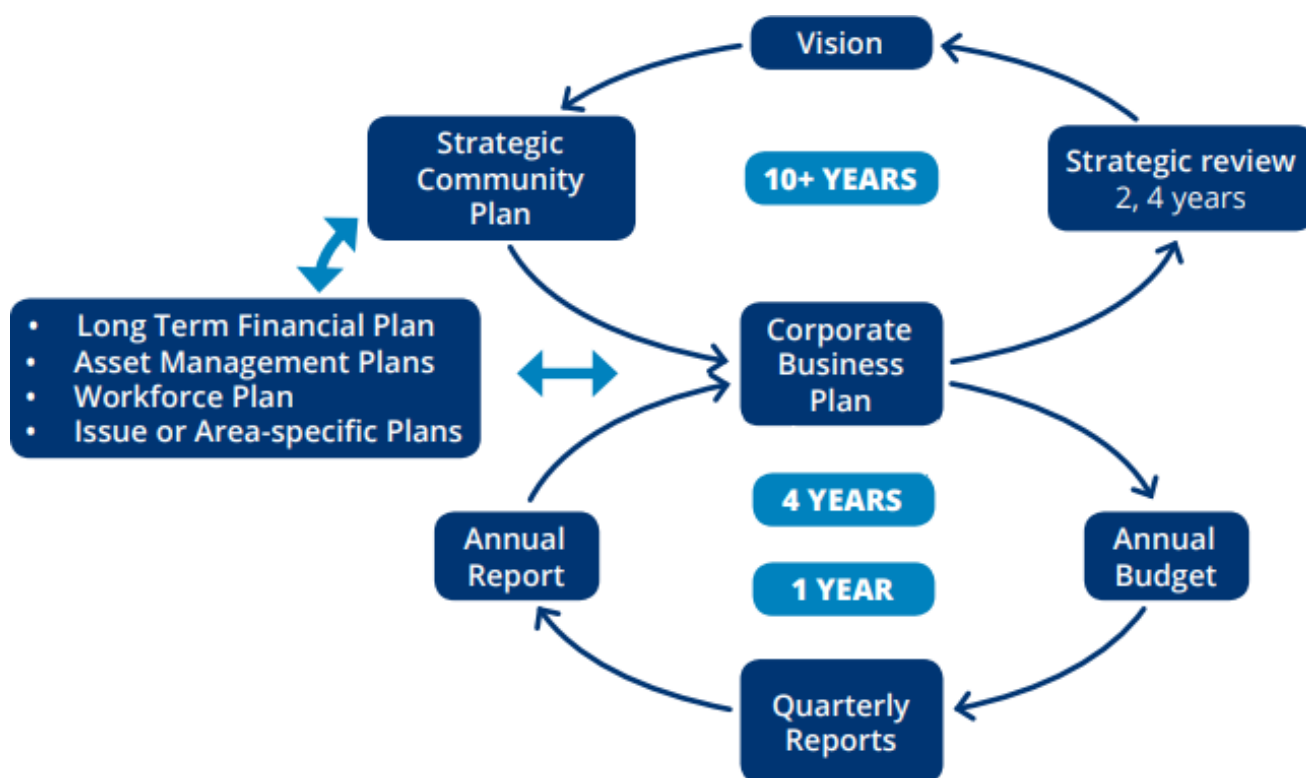 Vision
Strategic
Community
Plan
10+ YEARS
Strategic review
2, 4 years
• Long Term Financial Plan
• Asset Management Plans
• Workforce Plan
• Issue or Area-specific Plans
Corporate
Business
Plan
4 YEARS
Annual
Report
1 YEAR
Annual
Budget
Quarterly
Reports